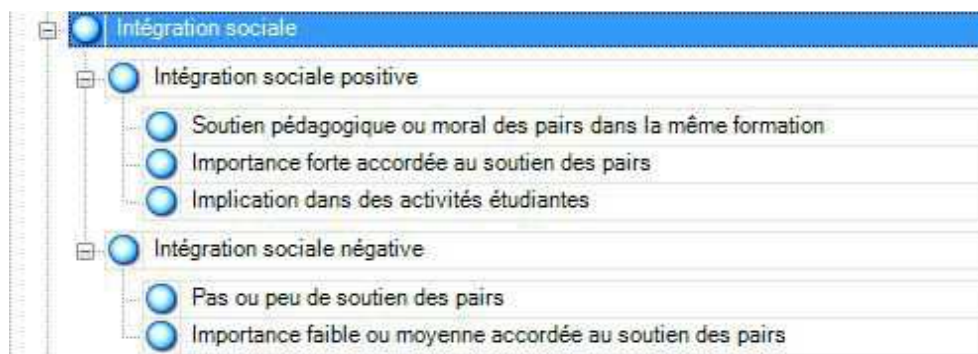 Intégration sociale
Intégration sociale positive
Soutien pédagogique ou moral des pairs dans la même formation
Importance forte accordée au soutien des pairs
Implication dans des activités étudiantes
Intégration sociale négative
Pas ou peu de soutien des pairs
Importance faible ou moyenne accordée au soutien des pairs